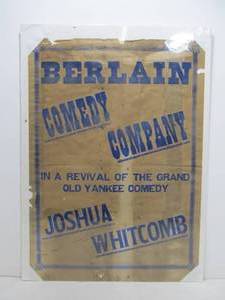 BERLAIN
COMEDY
COMPANY
IN A REVIVAL OF THE GRAND
OLD YANKEE COMEDY
JOSHUA
WHITCOMB